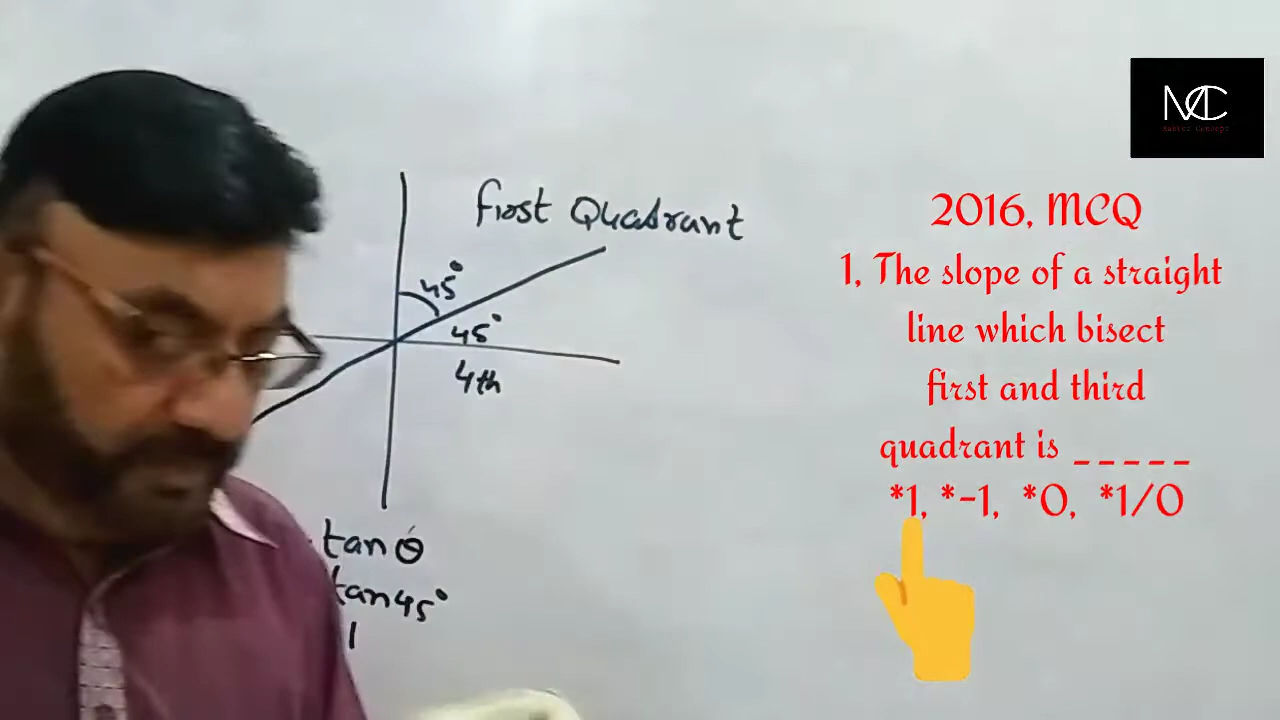 first Quadrant
45°
45°
4th
tan θ
tan 45°
1
2016, MCQ
1, The slope of a straight
line which bisect
first and third
quadrant is _ _ _ _ _
*1, *-1, *0, *1/0
MC